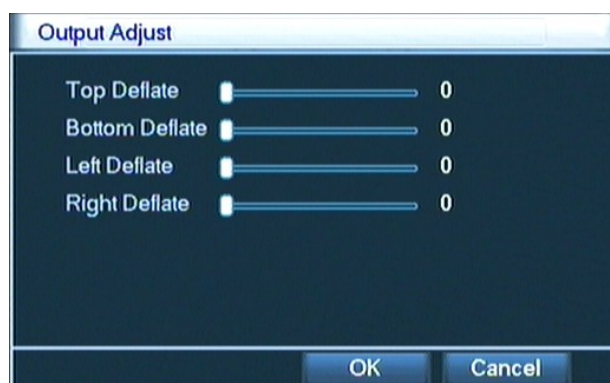 Output Adjust
Top Deflate 0
Bottom Deflate 0
Left Deflate 0
Right Deflate 0
OK Cancel